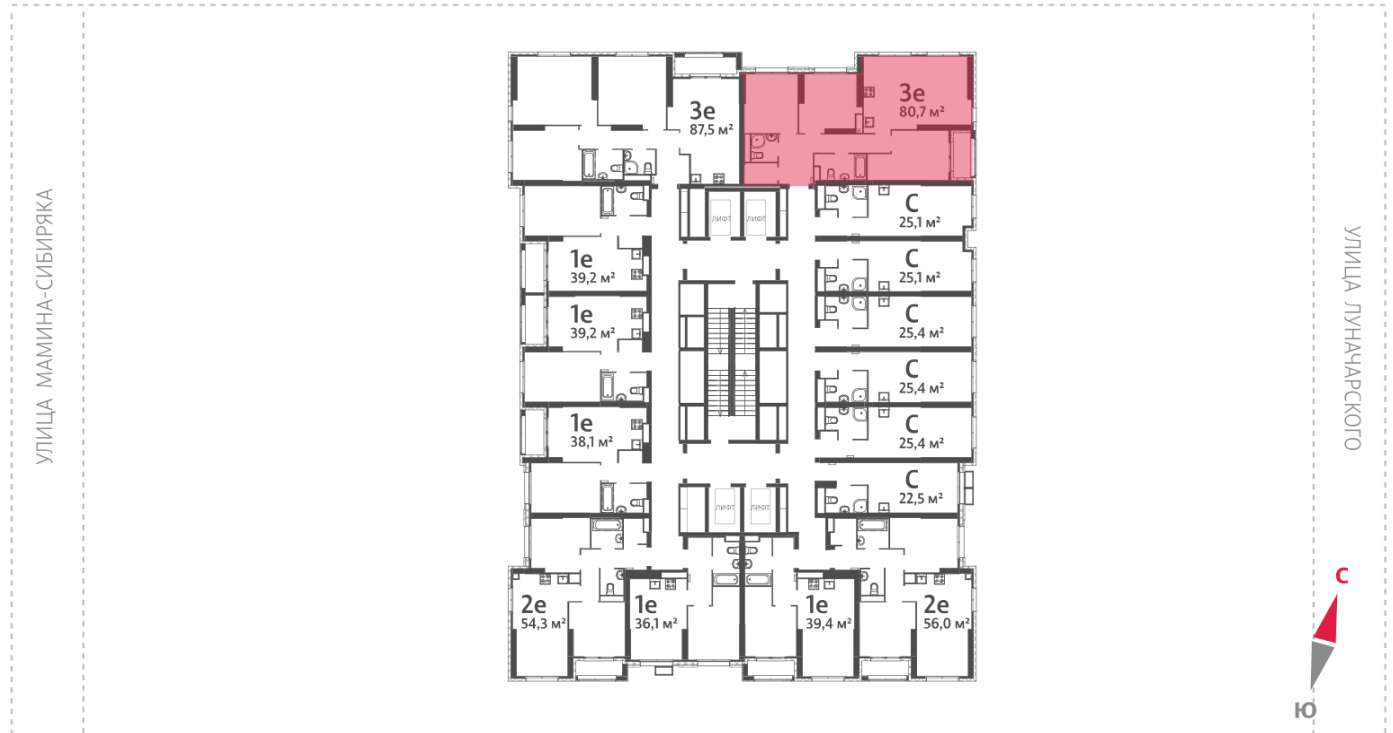 УЛИЦА МАМИНА-СИБИРЯКА
3е
87,5 м²
3е
80,7 м²
ЛИФТ
ЛИФТ
С
25,1 м²
1е
39,2 м²
С
25,1 м²
1е
39,2 м²
С
25,4 м²
С
25,4 м²
1е
38,1 м²
С
25,4 м²
С
22,5 м²
ЛИФТ
ЛИФТ
2е
54,3 м²
1е
36,1 м²
1е
39,4 м²
2е
56,0 м²
УЛИЦА ЛУНАЧАРСКОГО
С
Ю